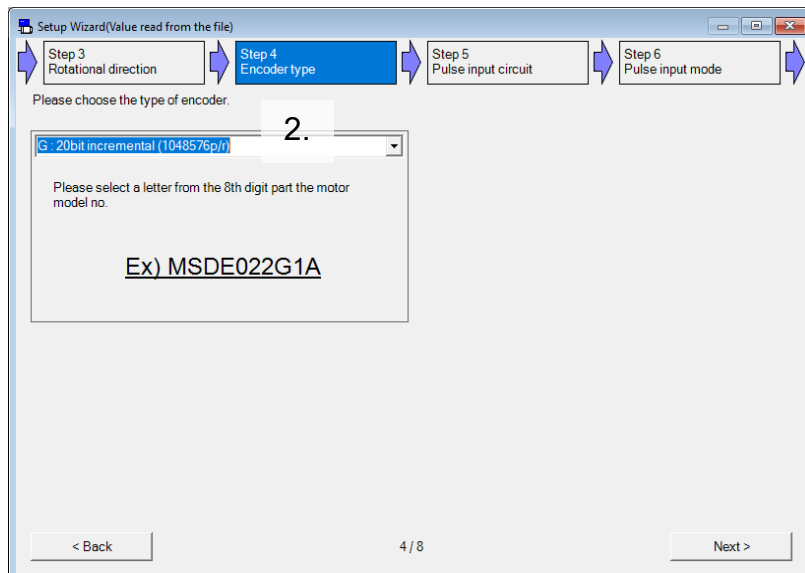 Setup Wizard(Value read from the file)
Step 3
Rotational direction
Step 4
Encoder type
Step 5
Pulse input circuit
Step 6
Pulse input mode
Please choose the type of encoder.
2.
G : 20bit incremental (1048576p/r)
Please select a letter from the 8th digit part the motor
model no.
Ex) MSDE022G1A
< Back
4 / 8
Next >